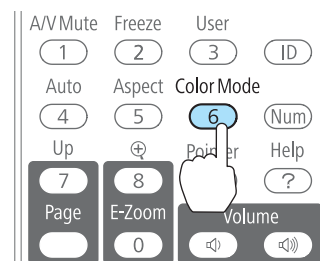 A/V Mute Freeze User
1 2 3 ID
Auto Aspect Color Mode
4 5 6 Num
Up Pointer Help
7 8 ?
Page E-Zoom Volume
0